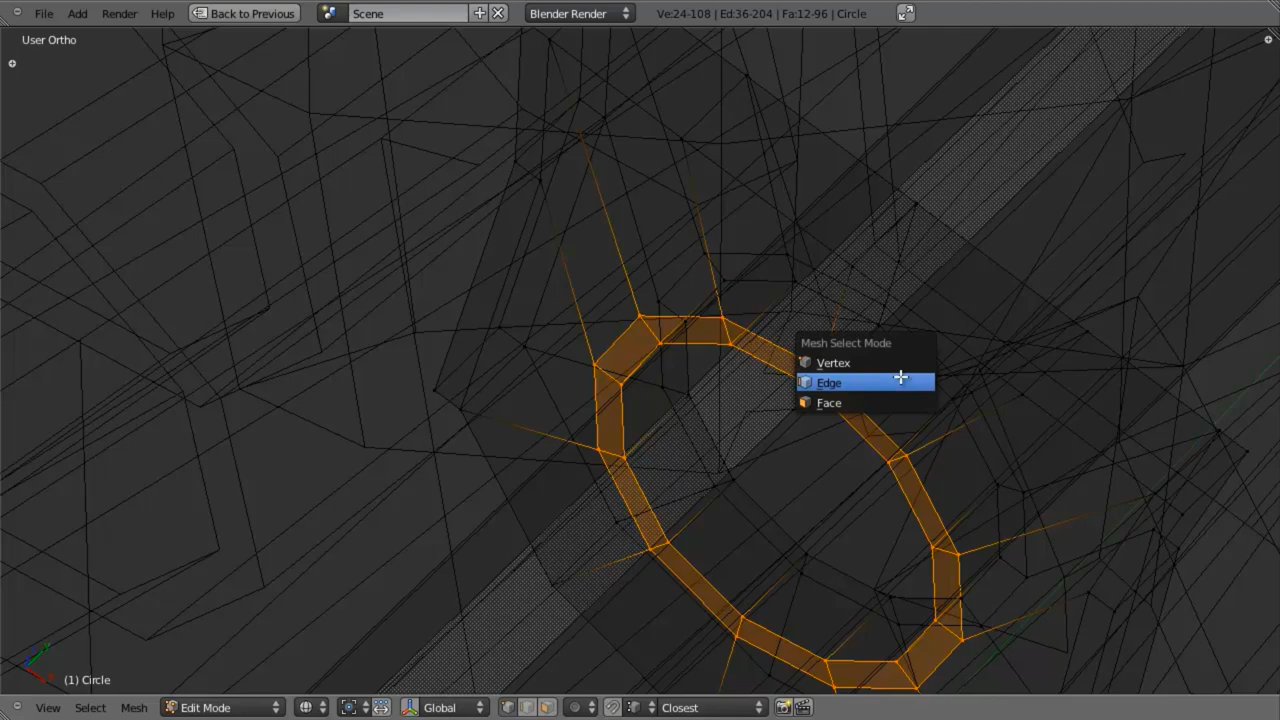 File Add Render Help Back to Previous Scene Blender Render Ve:24-108 | Ed:36-204 | Fa:12-96 | Circle
User Ortho
Mesh Select Mode
Vertex
Edge
Face
(1) Circle
View Select Mesh Edit Mode Global Closest